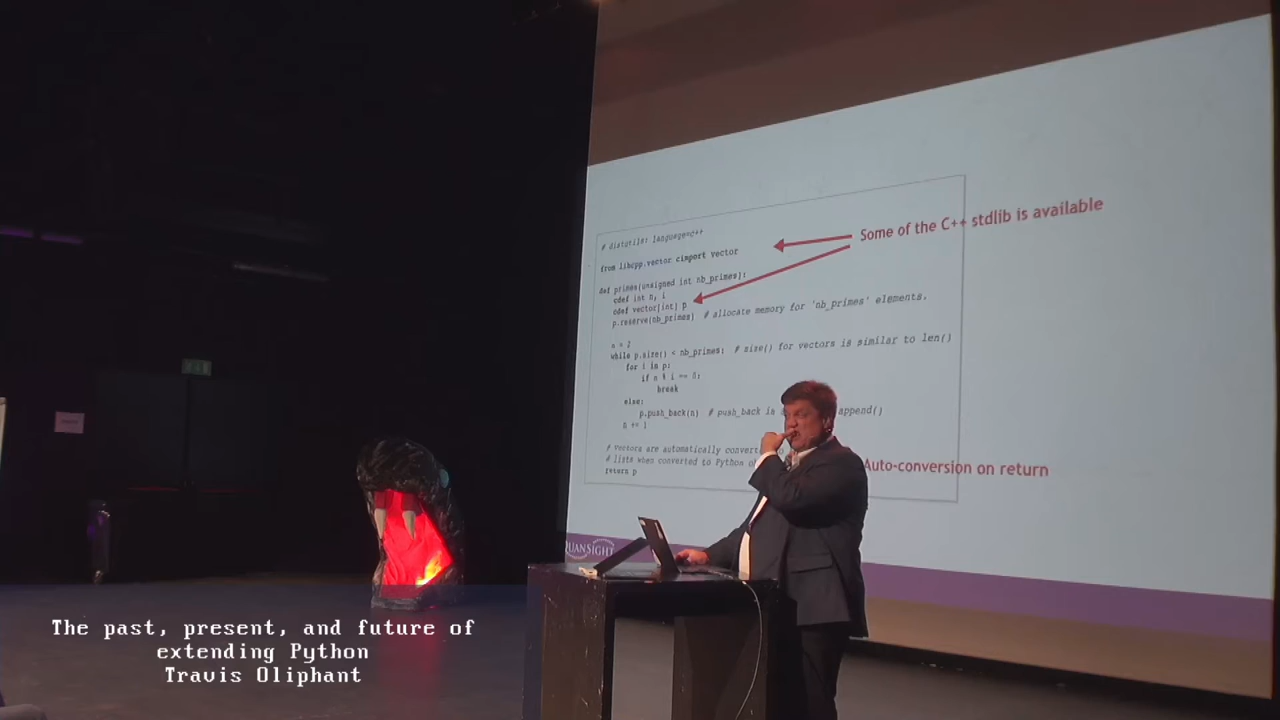 # distutils: language=c++
from libcpp.vector cimport vector
def primes(unsigned int nb_primes):
cdef int n, i
cdef vector[int] p
p.reserve(nb_primes) # allocate memory for 'nb_primes' elements.
n = 2
while p.size() < nb_primes: # size() for vectors is similar to len()
for i in p:
if n % i == 0:
break
else:
p.push_back(n) # push_back is append()
n += 1
# vectors are automatically
# lists when converted to Python
return p
Some of the C++ stdlib is available
Auto-conversion on return
QUANSIGHT
The past, present, and future of
extending Python
Travis Oliphant